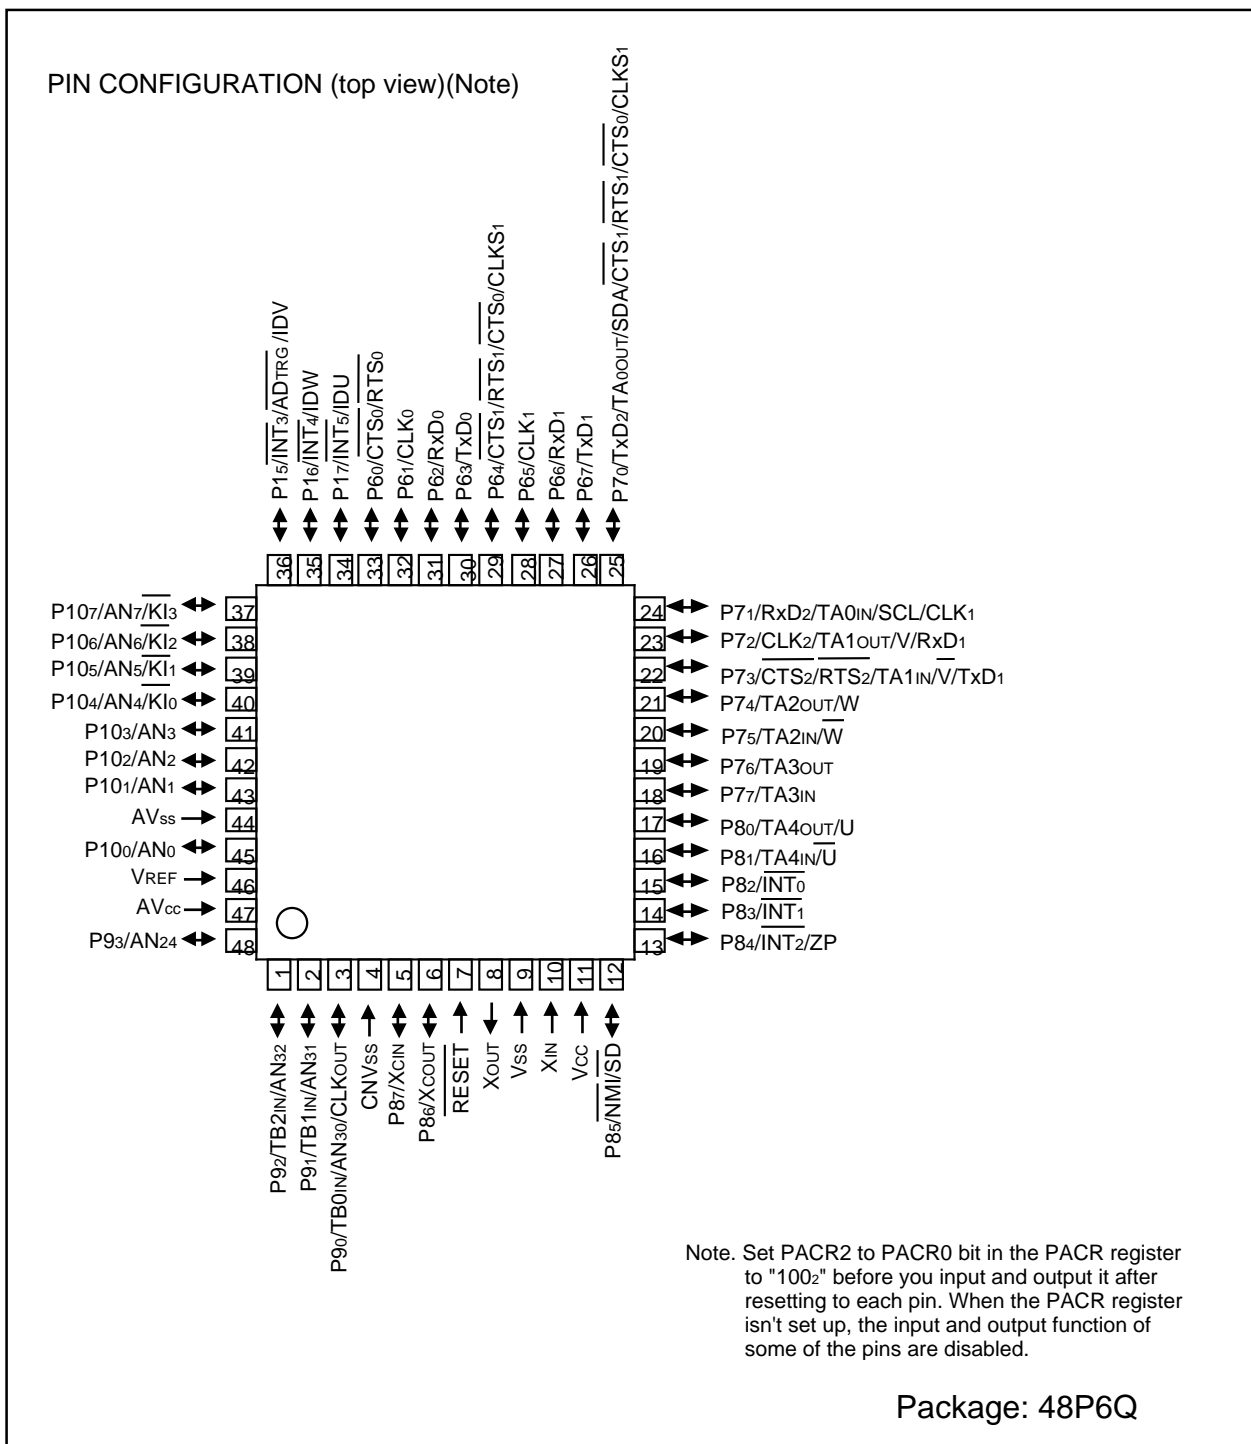 PIN CONFIGURATION (top view)(Note)
P15/INT3/ADTRG /IDV
P16/INT4/IDW
P17/INT5/IDU
P60/CTS0/RTS0
P61/CLK0
P62/RxD0
P63/TxD0
P64/CTS1/RTS1/CTS0/CLKS1
P65/CLK1
P66/RxD1
P67/TxD1
P70/TxD2/TA0OUT/SDA/CTS1/RTS1/CTS0/CLKS1
36 35 34 33 32 31 30 29 28 27 26 25
P107/AN7/KI3 37
P106/AN6/KI2 38
P105/AN5/KI1 39
P104/AN4/KI0 40
P103/AN3 41
P102/AN2 42
P101/AN1 43
AVss 44
P100/AN0 45
VREF 46
AVcc 47
P93/AN24 48
24 P71/RxD2/TA0IN/SCL/CLK1
23 P72/CLK2/TA1OUT/V/RxD1
22 P73/CTS2/RTS2/TA1IN/V/TxD1
21 P74/TA2OUT/W
20 P75/TA2IN/W
19 P76/TA3OUT
18 P77/TA3IN
17 P80/TA4OUT/U
16 P81/TA4IN/U
15 P82/INT0
14 P83/INT1
13 P84/INT2/ZP
1 2 3 4 5 6 7 8 9 10 11 12
P92/TB2IN/AN32
P91/TB1IN/AN31
P90/TB0IN/AN30/CLKOUT
CNVss
P87/XCIN
P86/XCOUT
RESET
XOUT
Vss
XIN
Vcc
P85/NMI/SD
Note. Set PACR2 to PACR0 bit in the PACR register
to "1002" before you input and output it after
resetting to each pin. When the PACR register
isn't set up, the input and output function of
some of the pins are disabled.
Package: 48P6Q